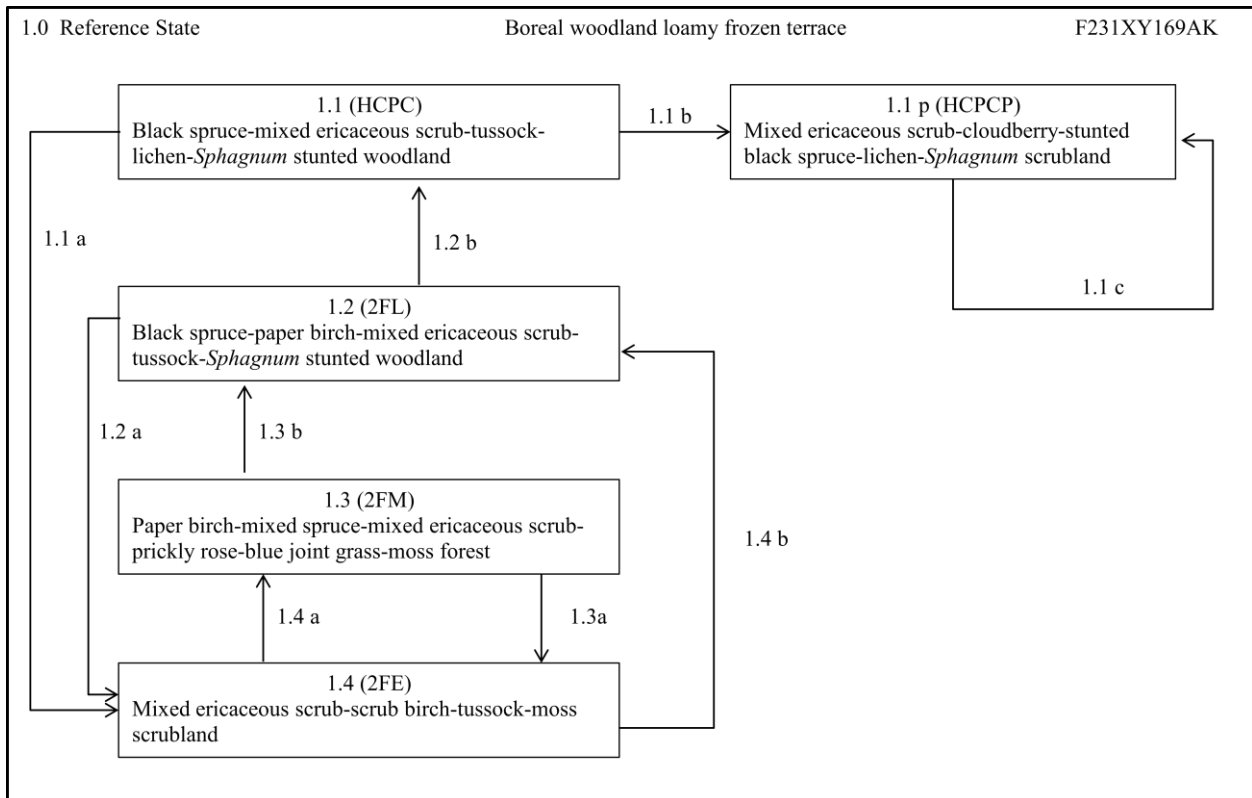 1.0 Reference State
Boreal woodland loamy frozen terrace
F231XY169AK
1.1 (HCPC)
Black spruce-mixed ericaceous scrub-tussock-
lichen-Sphagnum stunted woodland
1.1 b
1.1 p (HCPCP)
Mixed ericaceous scrub-cloudberry-stunted
black spruce-lichen-Sphagnum scrubland
1.1 a
1.2 b
1.1 c
1.2 (2FL)
Black spruce-paper birch-mixed ericaceous scrub-
tussock-Sphagnum stunted woodland
1.2 a
1.3 b
1.3 (2FM)
Paper birch-mixed spruce-mixed ericaceous scrub-
prickly rose-blue joint grass-moss forest
1.4 b
1.4 a
1.3a
1.4 (2FE)
Mixed ericaceous scrub-scrub birch-tussock-moss
scrubland